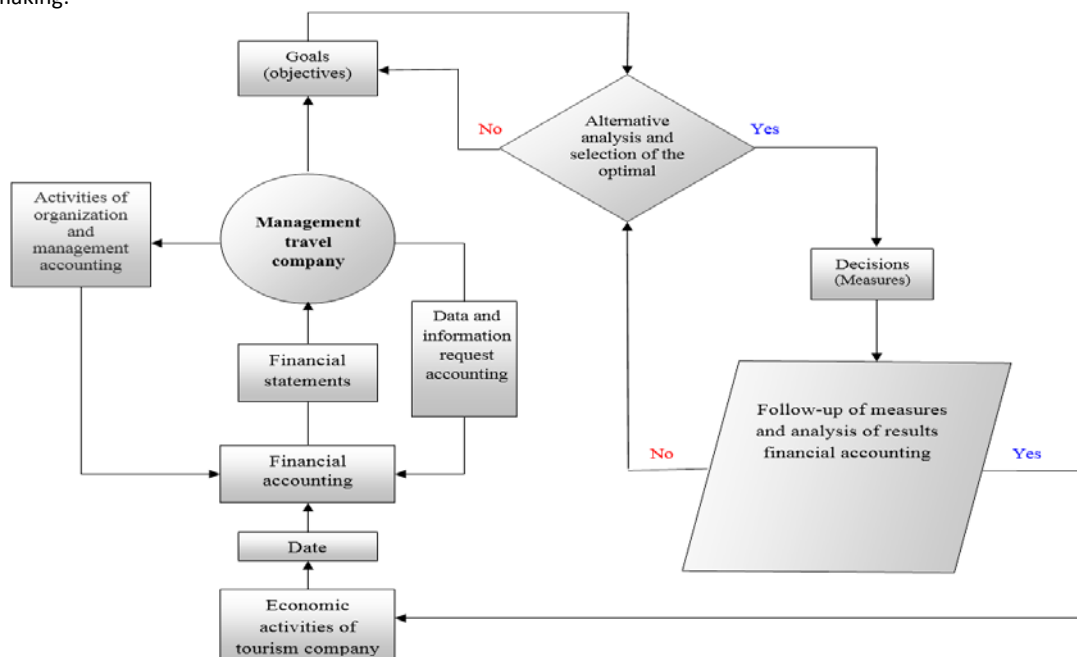 making.
Goals
(objectives)
No
Alternative
analysis and
selection of the
optimal
Yes
Activities of
organization
and
management
accounting
Management
travel
company
Decisions
(Measures)
Data and
information
request
accounting
Financial
statements
Follow-up of measures
and analysis of results
financial accounting
No
Yes
Financial
accounting
Date
Economic
activities of
tourism company